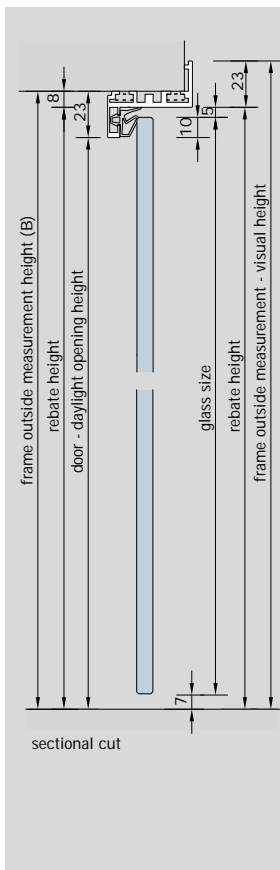 23
8
23
5
10
frame outside measurement height (B)
rebate height
door - daylight opening height
glass size
rebate height
frame outside measurement - visual height
7
sectional cut